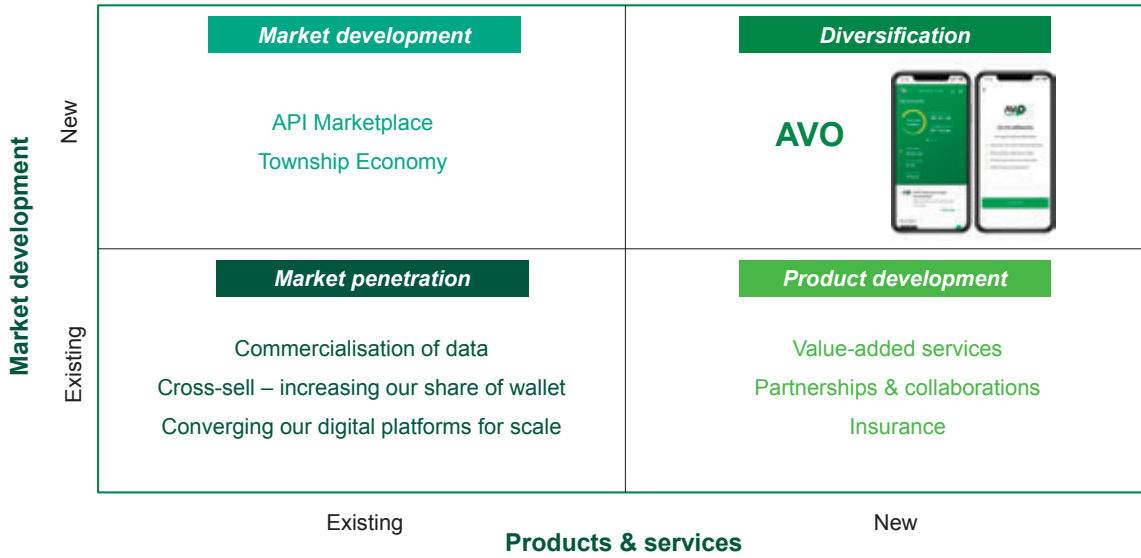 Market development
Diversification
New
API Marketplace
Township Economy
AVO
AVO
Market development
Market penetration
Product development
Existing
Commercialisation of data
Cross-sell – increasing our share of wallet
Converging our digital platforms for scale
Value-added services
Partnerships & collaborations
Insurance
Existing
New
Products & services